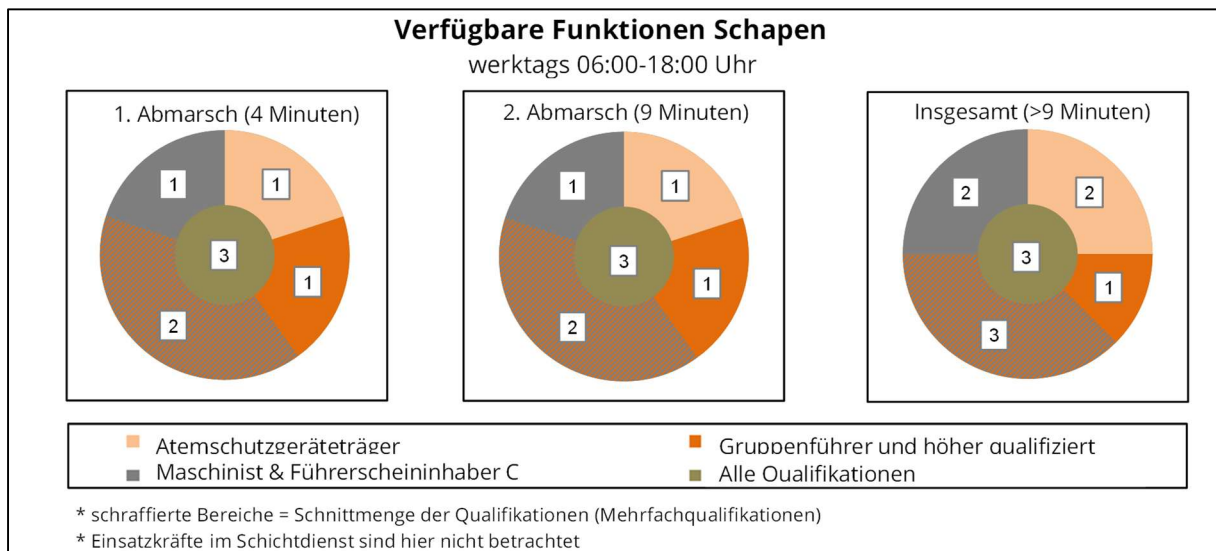 Verfügbare Funktionen Schapen
werktags 06:00-18:00 Uhr
1. Abmarsch (4 Minuten)
1
1
3
1
2
2. Abmarsch (9 Minuten)
1
1
3
1
2
Insgesamt (>9 Minuten)
2
2
3
1
3
Atemschutzgeräteträger
Gruppenführer und höher qualifiziert
Maschinist & Führerscheininhaber C
Alle Qualifikationen
* schraffierte Bereiche = Schnittmenge der Qualifikationen (Mehrfachqualifikationen)
* Einsatzkräfte im Schichtdienst sind hier nicht betrachtet